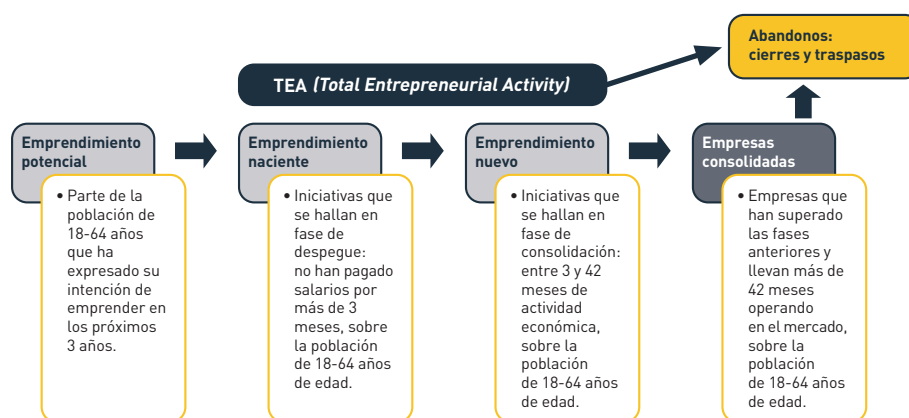 Abandonos:
cierres y traspasos
TEA (Total Entrepreneurial Activity)
Emprendimiento
potencial
• Parte de la
población de
18-64 años
que ha
expresado su
intención de
emprender en
los próximos
3 años.
Emprendimiento
naciente
• Iniciativas que
se hallan en
fase de
despegue:
no han pagado
salarios por
más de 3
meses, sobre
la población
de 18-64 años
de edad.
Emprendimiento
nuevo
• Iniciativas que
se hallan en
fase de
consolidación:
entre 3 y 42
meses de
actividad
económica,
sobre la
población
de 18-64 años
de edad.
Empresas
consolidadas
• Empresas que
han superado
las fases
anteriores y
llevan más de
42 meses
operando
en el mercado,
sobre la
población
de 18-64 años
de edad.